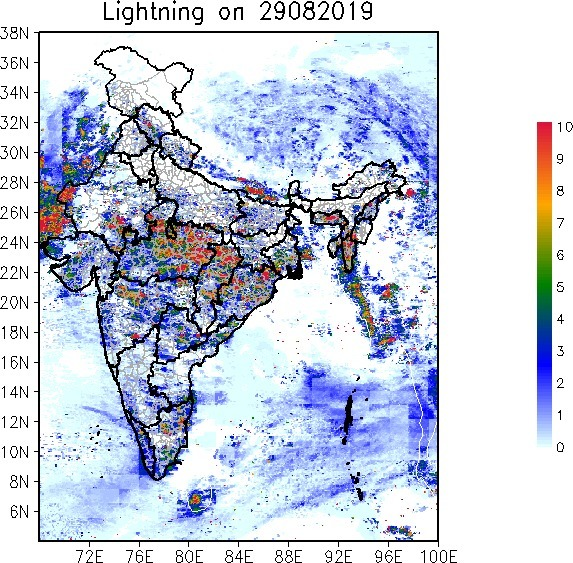 Lightning on 29082019
38N
36N
34N
32N
30N
28N
26N
24N
22N
20N
18N
16N
14N
12N
10N
8N
6N
72E 76E 80E 84E 88E 92E 96E 100E
10
9
8
7
6
5
4
3
2
1
0